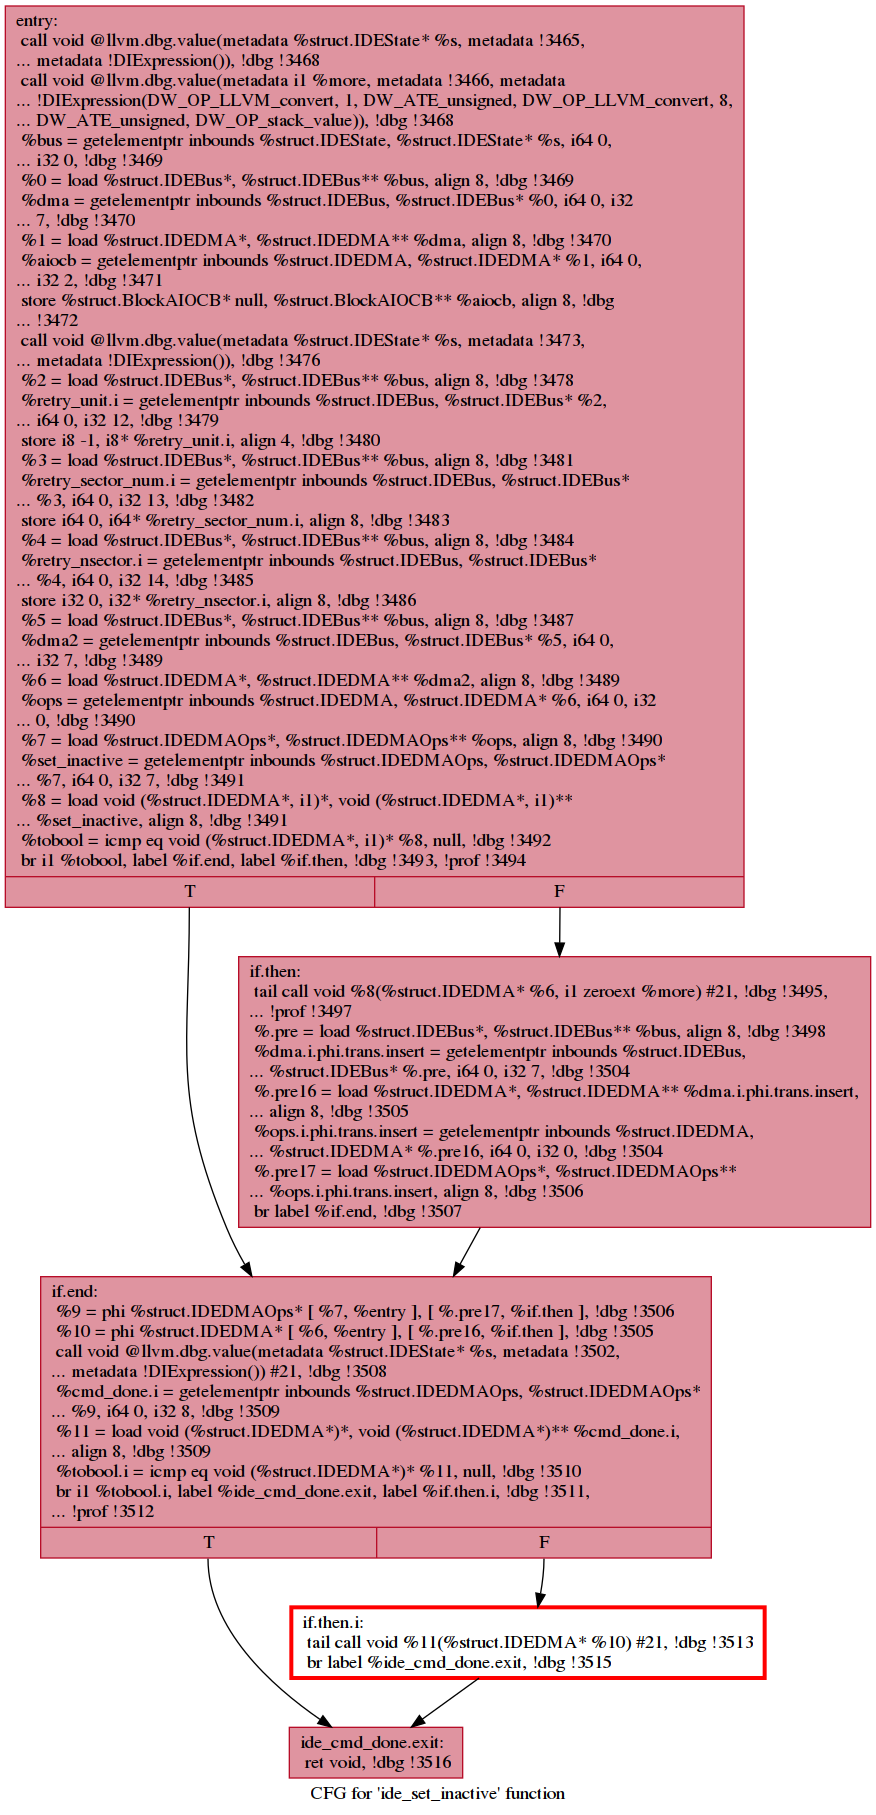 entry:
call void @llvm.dbg.value(metadata %struct.IDEState* %s, metadata !3465,
... metadata !DIExpression()), !dbg !3468
call void @llvm.dbg.value(metadata i1 %more, metadata !3466, metadata
... !DIExpression(DW_OP_LLVM_convert, 1, DW_ATE_unsigned, DW_OP_LLVM_convert, 8,
... DW_ATE_unsigned, DW_OP_stack_value)), !dbg !3468
%bus = getelementptr inbounds %struct.IDEState, %struct.IDEState* %s, i64 0,
... i32 0, !dbg !3469
%0 = load %struct.IDEBus*, %struct.IDEBus** %bus, align 8, !dbg !3469
%dma = getelementptr inbounds %struct.IDEBus, %struct.IDEBus* %0, i64 0, i32
... 7, !dbg !3470
%1 = load %struct.IDEDMA*, %struct.IDEDMA** %dma, align 8, !dbg !3470
%aiocb = getelementptr inbounds %struct.IDEDMA, %struct.IDEDMA* %1, i64 0,
... i32 2, !dbg !3471
store %struct.BlockAIOCB* null, %struct.BlockAIOCB** %aiocb, align 8, !dbg
... !3472
call void @llvm.dbg.value(metadata %struct.IDEState* %s, metadata !3473,
... metadata !DIExpression()), !dbg !3476
%2 = load %struct.IDEBus*, %struct.IDEBus** %bus, align 8, !dbg !3478
%retry_unit.i = getelementptr inbounds %struct.IDEBus, %struct.IDEBus* %2,
... i64 0, i32 12, !dbg !3479
store i8 -1, i8* %retry_unit.i, align 4, !dbg !3480
%3 = load %struct.IDEBus*, %struct.IDEBus** %bus, align 8, !dbg !3481
%retry_sector_num.i = getelementptr inbounds %struct.IDEBus, %struct.IDEBus*
... %3, i64 0, i32 13, !dbg !3482
store i64 0, i64* %retry_sector_num.i, align 8, !dbg !3483
%4 = load %struct.IDEBus*, %struct.IDEBus** %bus, align 8, !dbg !3484
%retry_nsector.i = getelementptr inbounds %struct.IDEBus, %struct.IDEBus*
... %4, i64 0, i32 14, !dbg !3485
store i32 0, i32* %retry_nsector.i, align 8, !dbg !3486
%5 = load %struct.IDEBus*, %struct.IDEBus** %bus, align 8, !dbg !3487
%dma2 = getelementptr inbounds %struct.IDEBus, %struct.IDEBus* %5, i64 0,
... i32 7, !dbg !3489
%6 = load %struct.IDEDMA*, %struct.IDEDMA** %dma2, align 8, !dbg !3489
%ops = getelementptr inbounds %struct.IDEDMA, %struct.IDEDMA* %6, i64 0, i32
... 0, !dbg !3490
%7 = load %struct.IDEDMAOps*, %struct.IDEDMAOps** %ops, align 8, !dbg !3490
%set_inactive = getelementptr inbounds %struct.IDEDMAOps, %struct.IDEDMAOps*
... %7, i64 0, i32 7, !dbg !3491
%8 = load void (%struct.IDEDMA*, i1)*, void (%struct.IDEDMA*, i1)**
... %set_inactive, align 8, !dbg !3491
%tobool = icmp eq void (%struct.IDEDMA*, i1)* %8, null, !dbg !3492
br i1 %tobool, label %if.end, label %if.then, !dbg !3493, !prof !3494
T F
if.then:
tail call void %8(%struct.IDEDMA* %6, i1 zeroext %more) #21, !dbg !3495,
... !prof !3497
%.pre = load %struct.IDEBus*, %struct.IDEBus** %bus, align 8, !dbg !3498
%dma.i.phi.trans.insert = getelementptr inbounds %struct.IDEBus,
... %struct.IDEBus* %.pre, i64 0, i32 7, !dbg !3504
%.pre16 = load %struct.IDEDMA*, %struct.IDEDMA** %dma.i.phi.trans.insert,
... align 8, !dbg !3505
%ops.i.phi.trans.insert = getelementptr inbounds %struct.IDEDMA,
... %struct.IDEDMA* %.pre16, i64 0, i32 0, !dbg !3504
%.pre17 = load %struct.IDEDMAOps*, %struct.IDEDMAOps**
... %ops.i.phi.trans.insert, align 8, !dbg !3506
br label %if.end, !dbg !3507
if.end:
%9 = phi %struct.IDEDMAOps* [ %7, %entry ], [ %.pre17, %if.then ], !dbg !3506
%10 = phi %struct.IDEDMA* [ %6, %entry ], [ %.pre16, %if.then ], !dbg !3505
call void @llvm.dbg.value(metadata %struct.IDEState* %s, metadata !3502,
... metadata !DIExpression()) #21, !dbg !3508
%cmd_done.i = getelementptr inbounds %struct.IDEDMAOps, %struct.IDEDMAOps*
... %9, i64 0, i32 8, !dbg !3509
%11 = load void (%struct.IDEDMA*)*, void (%struct.IDEDMA*)** %cmd_done.i,
... align 8, !dbg !3509
%tobool.i = icmp eq void (%struct.IDEDMA*)* %11, null, !dbg !3510
br i1 %tobool.i, label %ide_cmd_done.exit, label %if.then.i, !dbg !3511,
... !prof !3512
T F
if.then.i:
tail call void %11(%struct.IDEDMA* %10) #21, !dbg !3513
br label %ide_cmd_done.exit, !dbg !3515
ide_cmd_done.exit:
ret void, !dbg !3516
CFG for 'ide_set_inactive' function